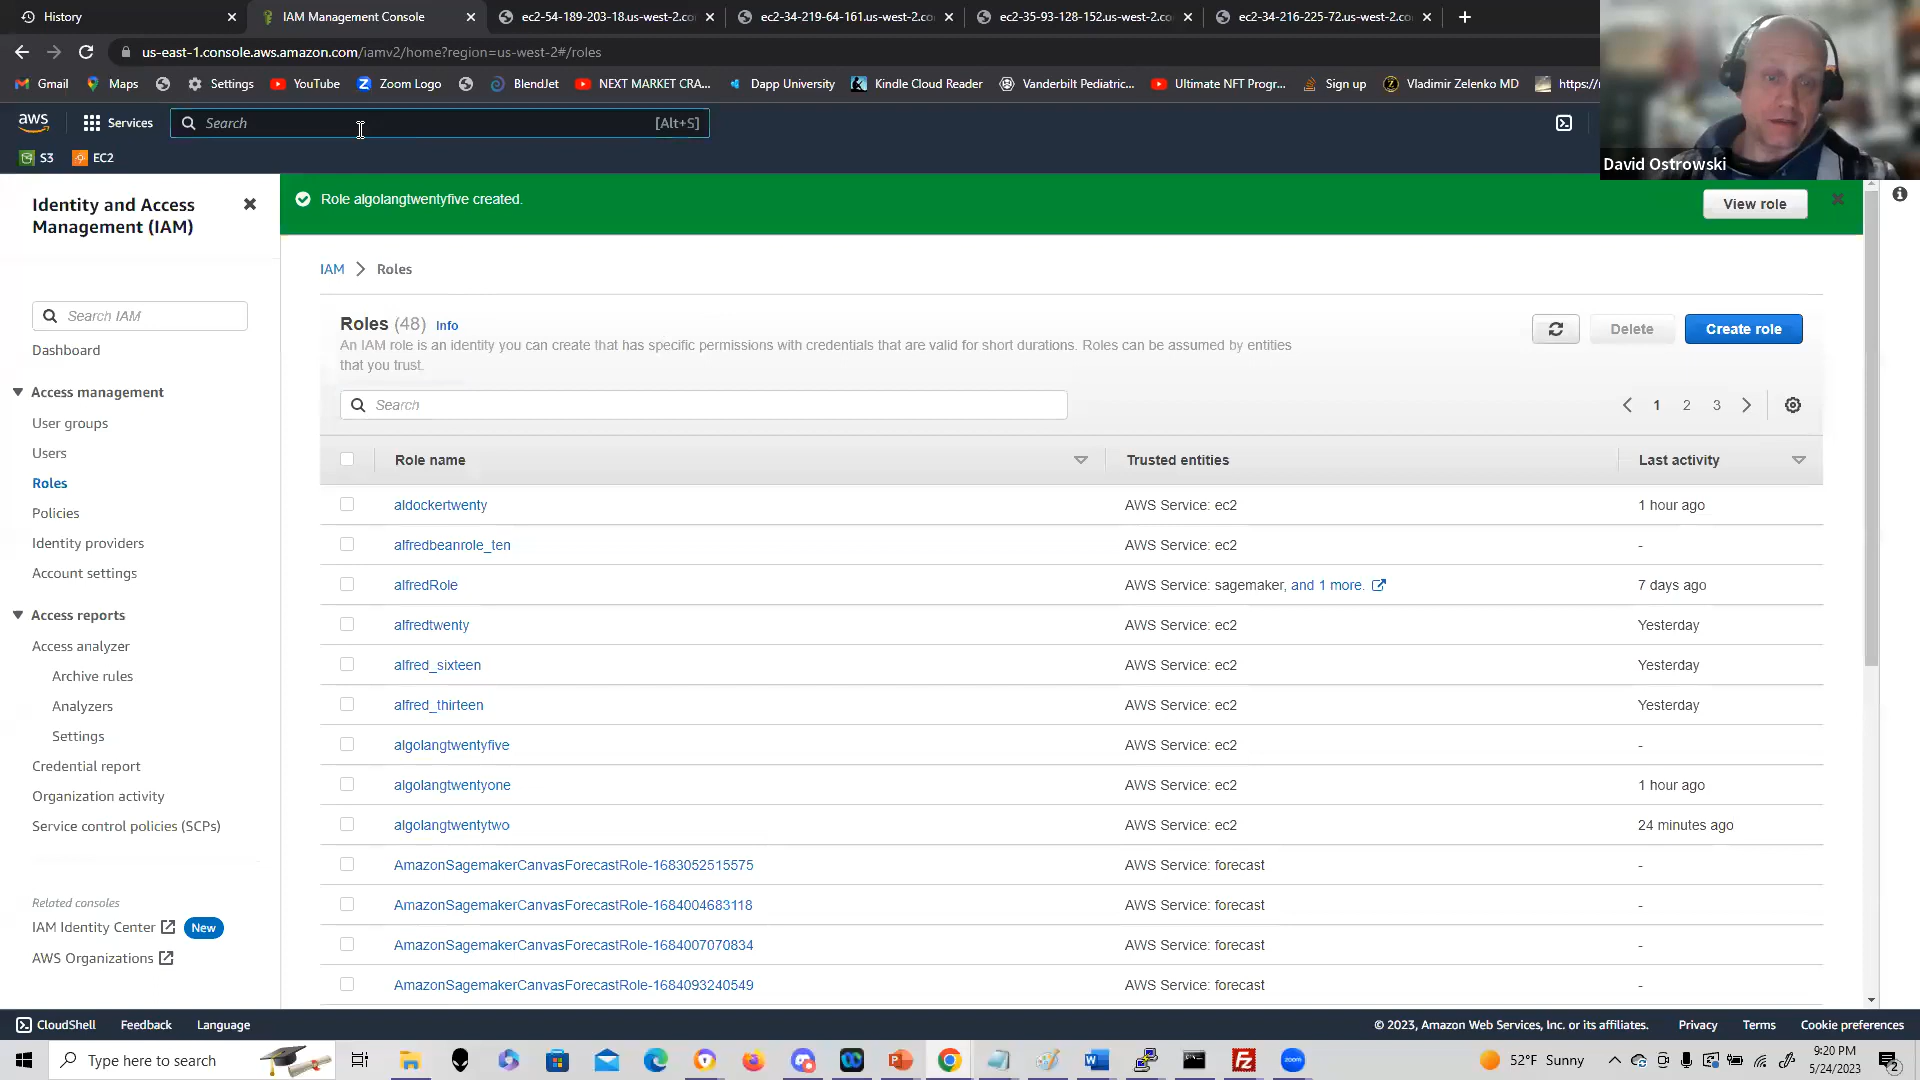 History
IAM Management Console
ec2-54-189-203-18.us-west-2.co
ec2-34-219-64-161.us-west-2.co
ec2-35-93-128-152.us-west-2.co
ec2-34-216-225-72.us-west-2.co
us-east-1.console.aws.amazon.com/iamv2/home?region=us-west-2#/roles
Gmail
Maps
Settings
YouTube
Zoom Logo
BlendJet
NEXT MARKET CRA...
Dapp University
Kindle Cloud Reader
Vanderbilt Pediatric...
Ultimate NFT Progr...
Sign up
Vladimir Zelenko MD
https://
aws
Services
Search
[Alt+S]
David Ostrowski
S3
EC2
Identity and Access
Management (IAM)
Search IAM
Dashboard
Access management
User groups
Users
Roles
Policies
Identity providers
Account settings
Access reports
Access analyzer
Archive rules
Analyzers
Settings
Credential report
Organization activity
Service control policies (SCPs)
Related consoles
IAM Identity Center
New
AWS Organizations
Role algolangtwentyfive created.
View role
IAM > Roles
Roles (48) Info
An IAM role is an identity you can create that has specific permissions with credentials that are valid for short durations. Roles can be assumed by entities
that you trust.
Delete
Create role
Search
1 2 3
Role name Trusted entities Last activity
aldockertwenty AWS Service: ec2 1 hour ago
alfredbeanrole_ten AWS Service: ec2 -
alfredRole AWS Service: sagemaker, and 1 more. 7 days ago
alfredtwenty AWS Service: ec2 Yesterday
alfred_sixteen AWS Service: ec2 Yesterday
alfred_thirteen AWS Service: ec2 Yesterday
algolangtwentyfive AWS Service: ec2 -
algolangtwentyone AWS Service: ec2 1 hour ago
algolangtwentytwo AWS Service: ec2 24 minutes ago
AmazonSagemakerCanvasForecastRole-1683052515575 AWS Service: forecast -
AmazonSagemakerCanvasForecastRole-1684004683118 AWS Service: forecast -
AmazonSagemakerCanvasForecastRole-1684007070834 AWS Service: forecast -
AmazonSagemakerCanvasForecastRole-1684093240549 AWS Service: forecast -
CloudShell
Feedback
Language
© 2023, Amazon Web Services, Inc. or its affiliates.
Privacy
Terms
Cookie preferences
Type here to search
zoom
52°F Sunny
9:20 PM
5/24/2023
2